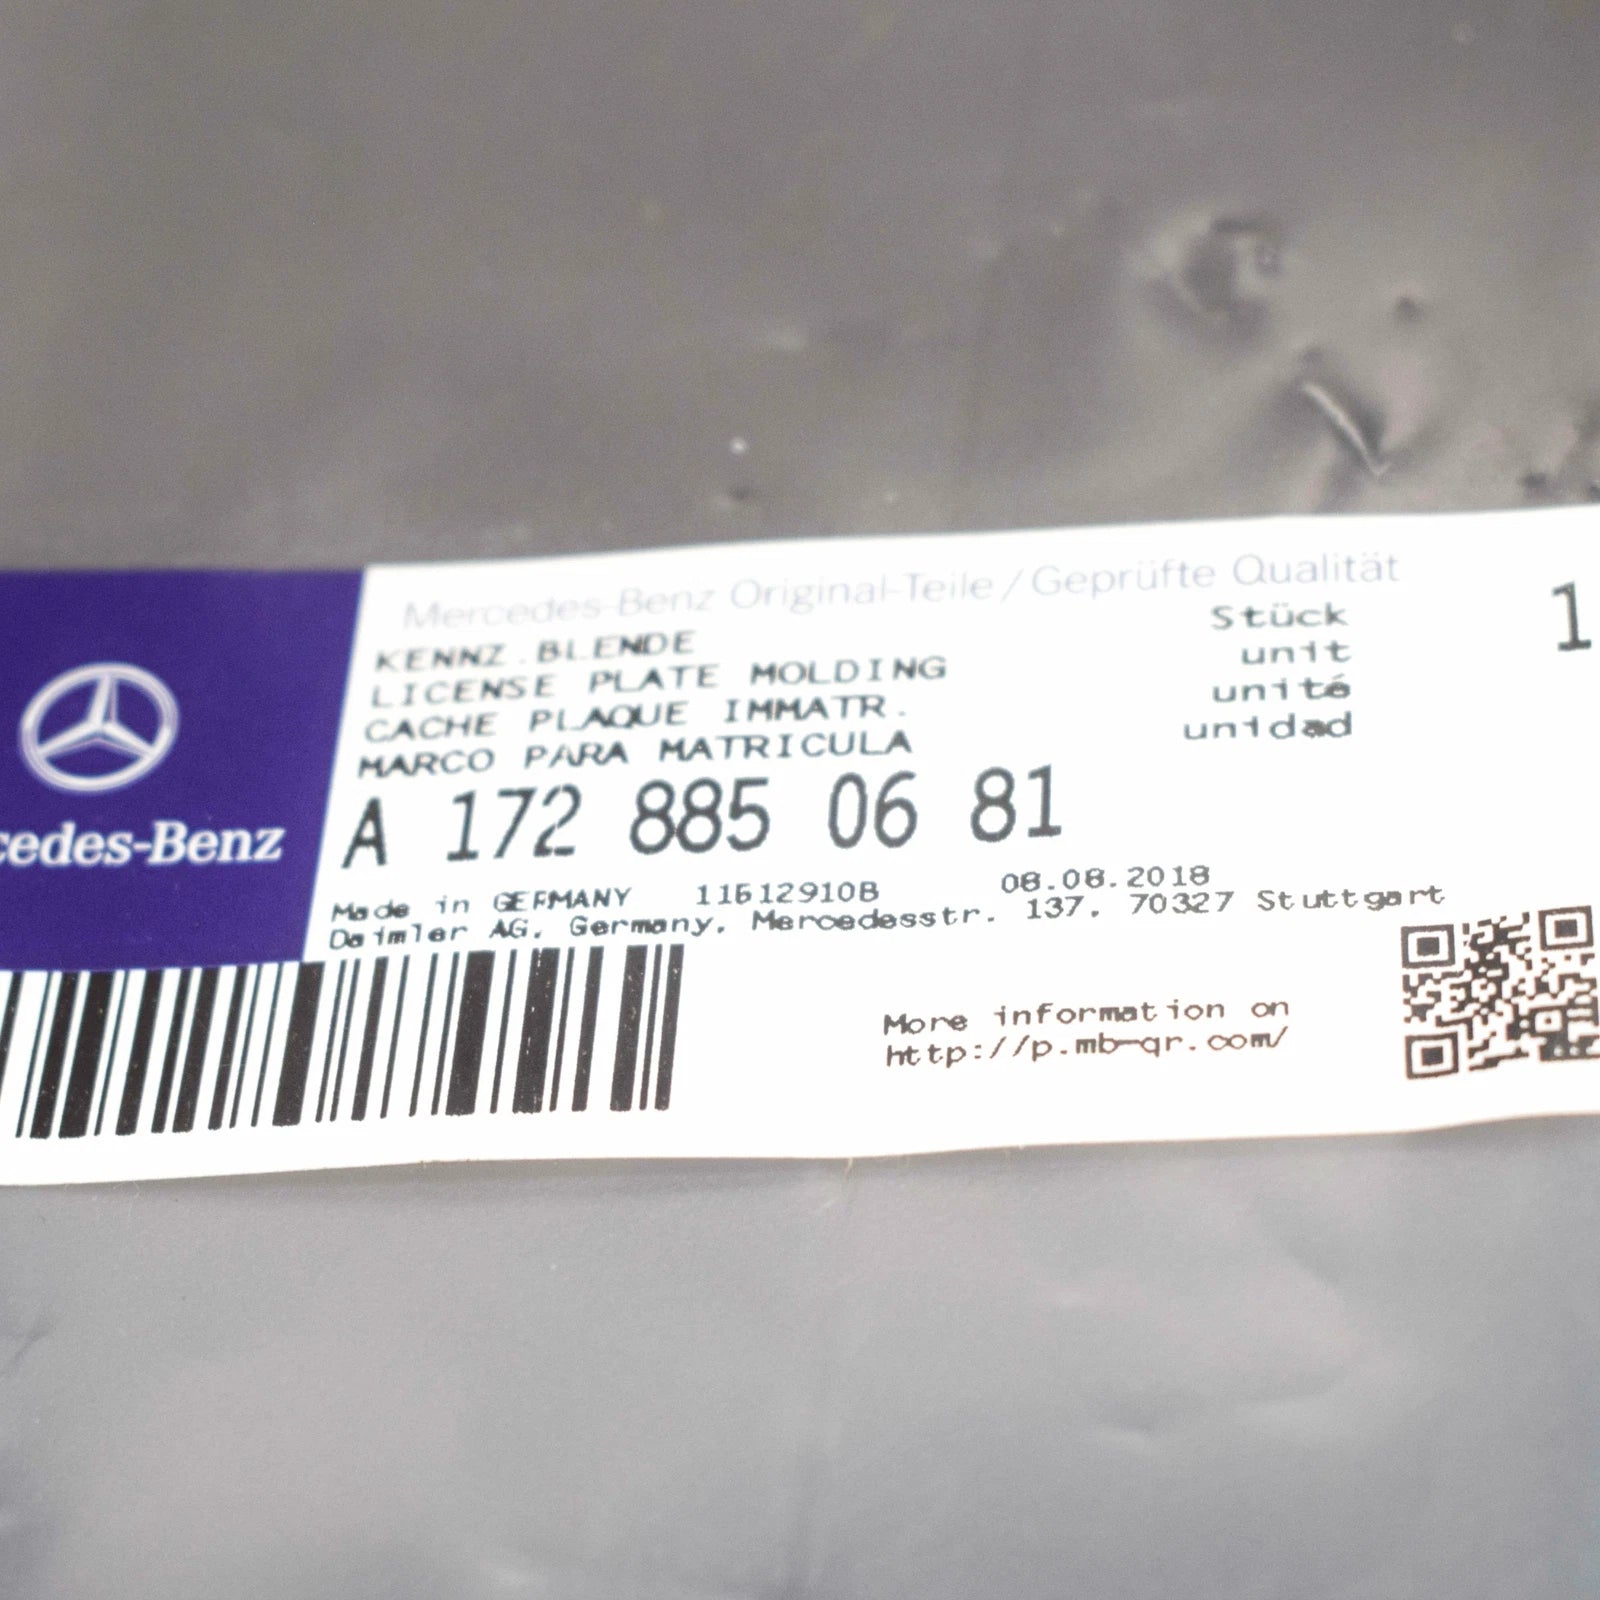 Mercedes-Benz Original-Teile / Geprüfte Qualität
KENNZ.BLENDE
LICENSE PLATE MOLDING
CACHE PLAQUE IMMATR.
MARCO PARA MATRICULA
Stück
unit
unité
unidad
1
A 172 885 06 81
Made in GERMANY 11612910B 08.08.2018
Daimler AG, Germany, Mercedesstr. 137, 70327 Stuttgart
More information on
http://p.mb-qr.com/
cedes-Benz